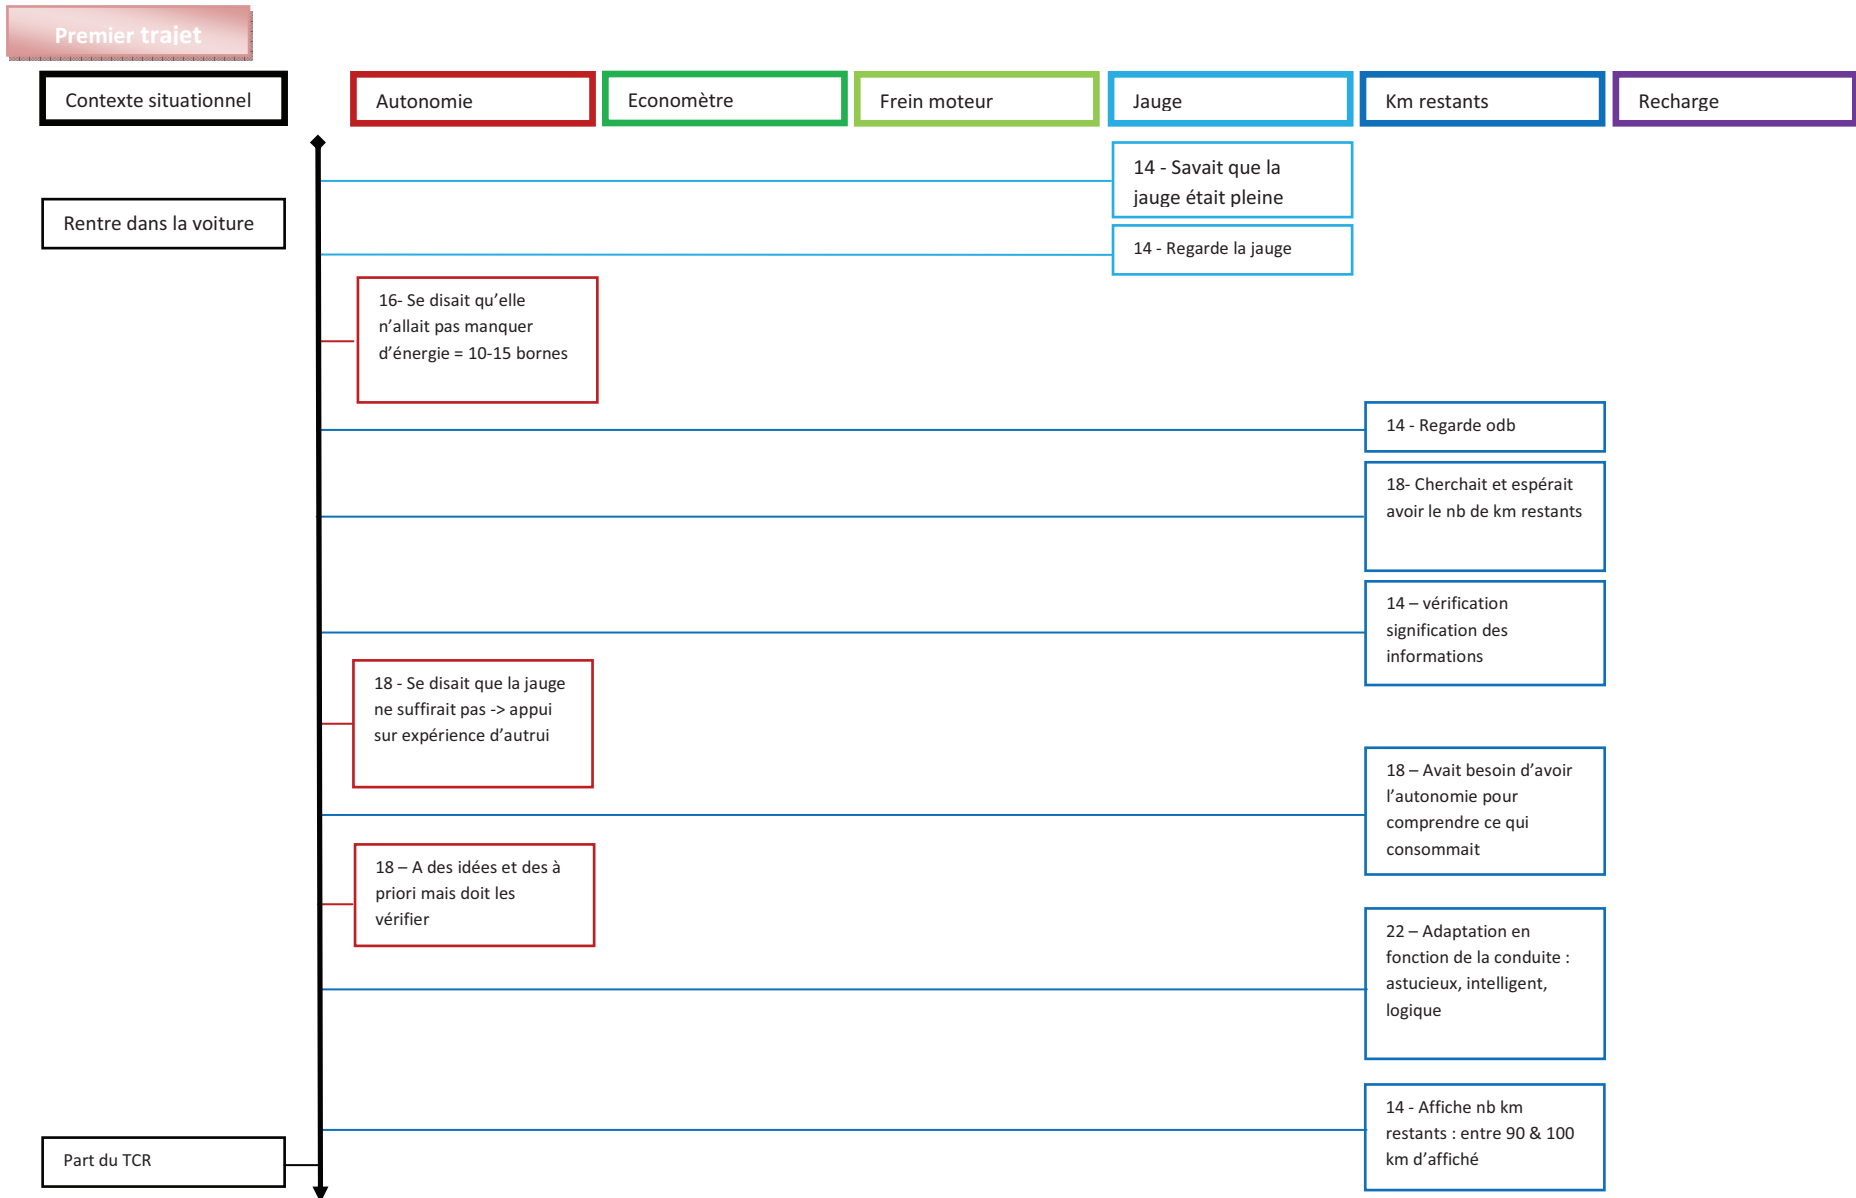 Premier trajet
Contexte situationnel
Autonomie
Economètre
Frein moteur
Jauge
Km restants
Recharge
14 - Savait que la
jauge était pleine
Rentre dans la voiture
14 - Regarde la jauge
16- Se disait qu’elle
n’allait pas manquer
d’énergie = 10-15 bornes
14 - Regarde odb
18- Cherchait et espérait
avoir le nb de km restants
14 – vérification
signification des
informations
18 - Se disait que la jauge
ne suffirait pas -> appui
sur expérience d’autrui
18 – Avait besoin d’avoir
l’autonomie pour
comprendre ce qui
consommait
18 – A des idées et des à
priori mais doit les
vérifier
22 – Adaptation en
fonction de la conduite :
astucieux, intelligent,
logique
14 - Affiche nb km
restants : entre 90 & 100
km d’affiché
Part du TCR